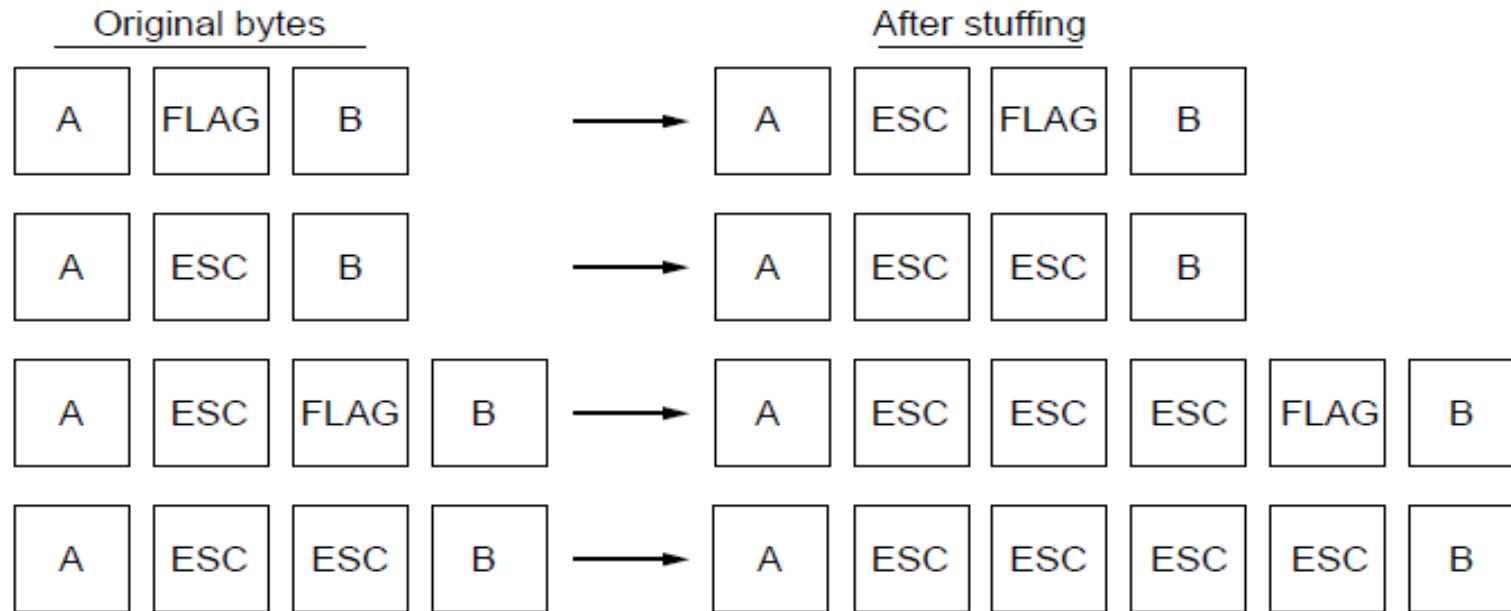 Original bytes After stuffing
A FLAG B A ESC FLAG B
A ESC B A ESC ESC B
A ESC FLAG B A ESC ESC ESC FLAG B
A ESC ESC B A ESC ESC ESC ESC B